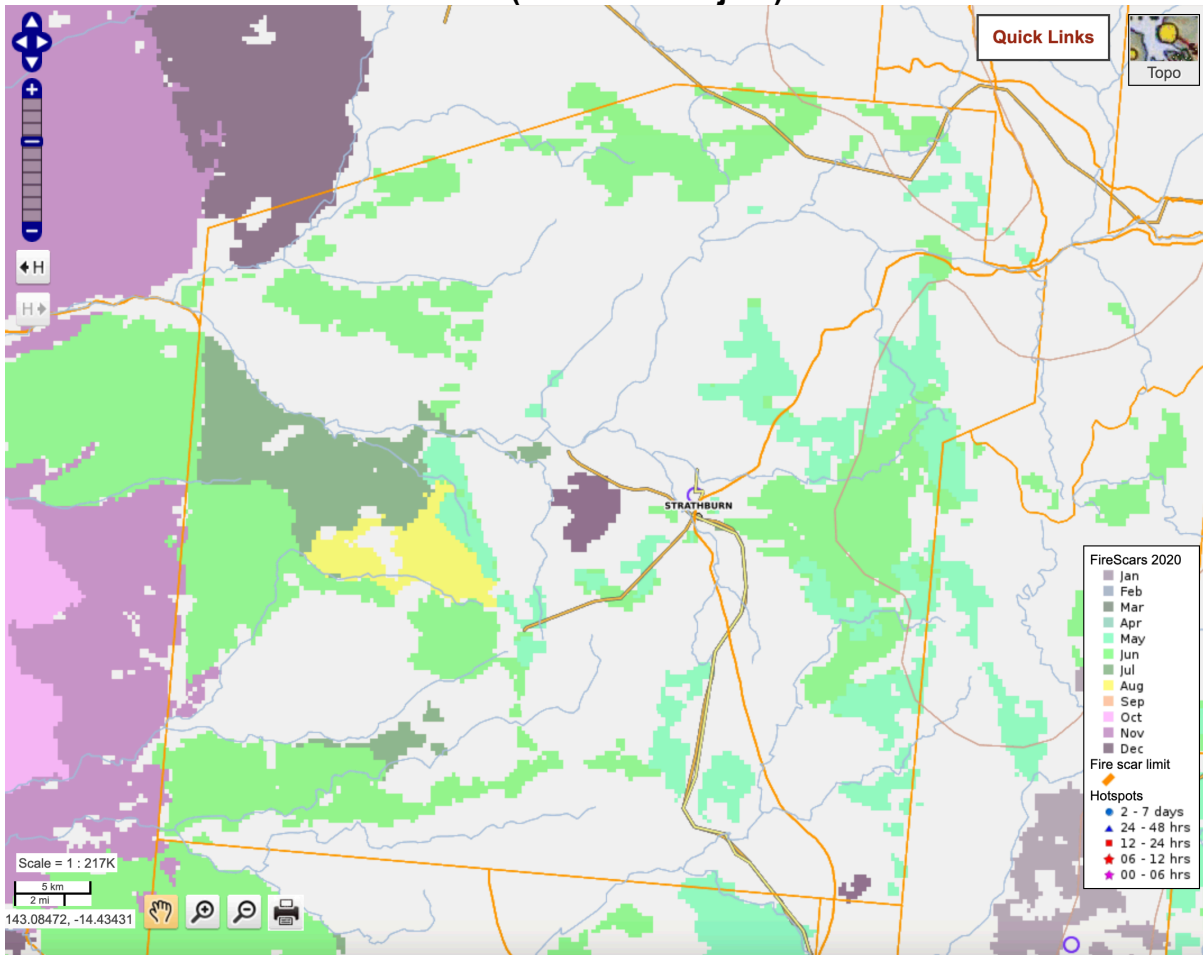 Quick Links
Topo
H
H
STRATHBURN
FireScars 2020
Jan
Feb
Mar
Apr
May
Jun
Jul
Aug
Sep
Oct
Nov
Dec
Fire scar limit
Hotspots
2 - 7 days
24 - 48 hrs
12 - 24 hrs
06 - 12 hrs
00 - 06 hrs
Scale = 1 : 217K
5 km
2 mi
143.08472, -14.43431